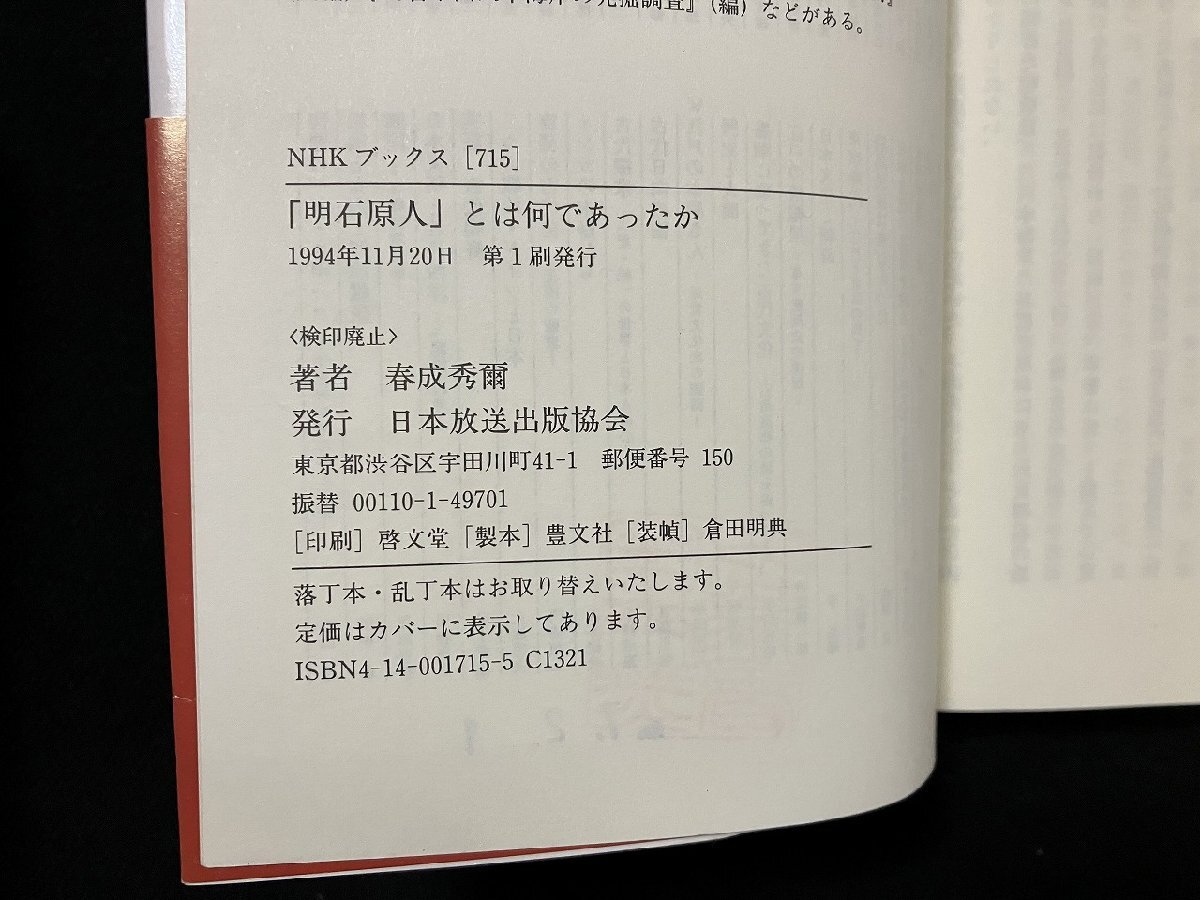 の発掘調査』(編)などがある。
NHKブックス [715]
「明石原人」とは何であったか
1994年11月20日 第1刷発行
〈検印廃止〉
著者 春成秀爾
発行 日本放送出版協会
東京都渋谷区宇田川町41-1 郵便番号 150
振替 00110-1-49701
[印刷] 啓文堂 [製本] 豊文社 [装幀] 倉田明典
落丁本・乱丁本はお取り替えいたします。
定価はカバーに表示してあります。
ISBN4-14-001715-5 C1321